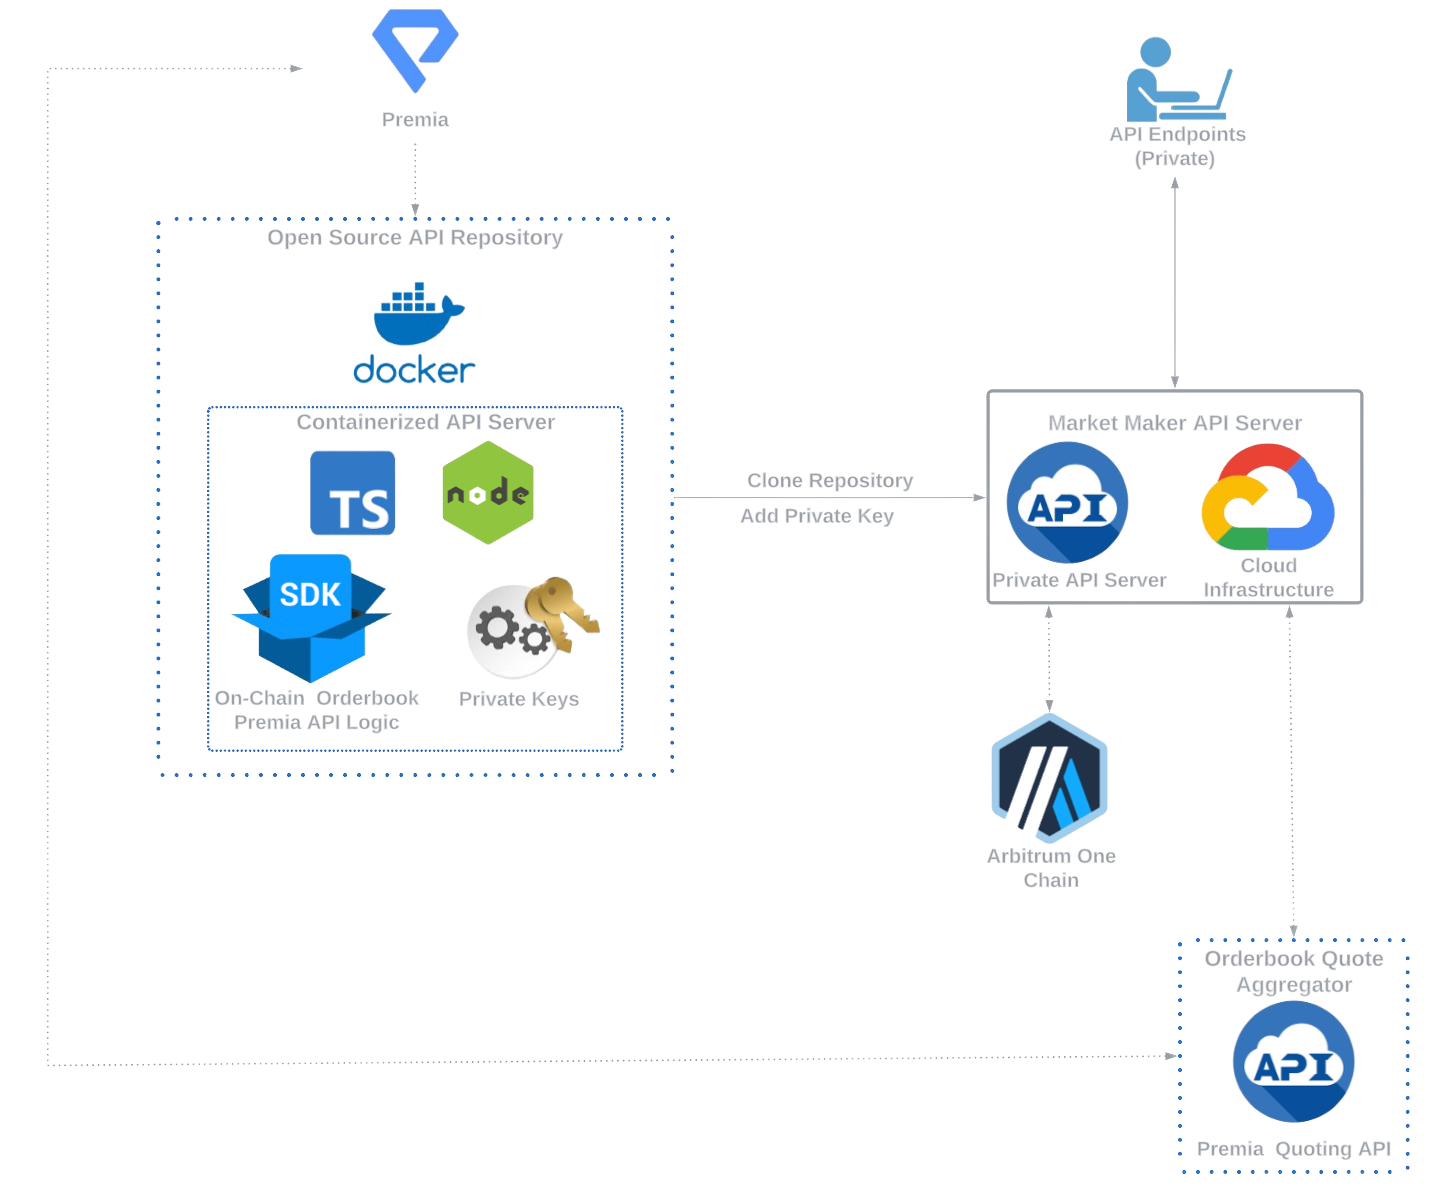 Premia
API Endpoints
(Private)
Open Source API Repository
docker
Containerized API Server
TS
node
SDK
On-Chain Orderbook
Premia API Logic
Private Keys
Clone Repository
Add Private Key
Market Maker API Server
API
Private API Server
Cloud
Infrastructure
Arbitrum One
Chain
Orderbook Quote
Aggregator
API
Premia Quoting API